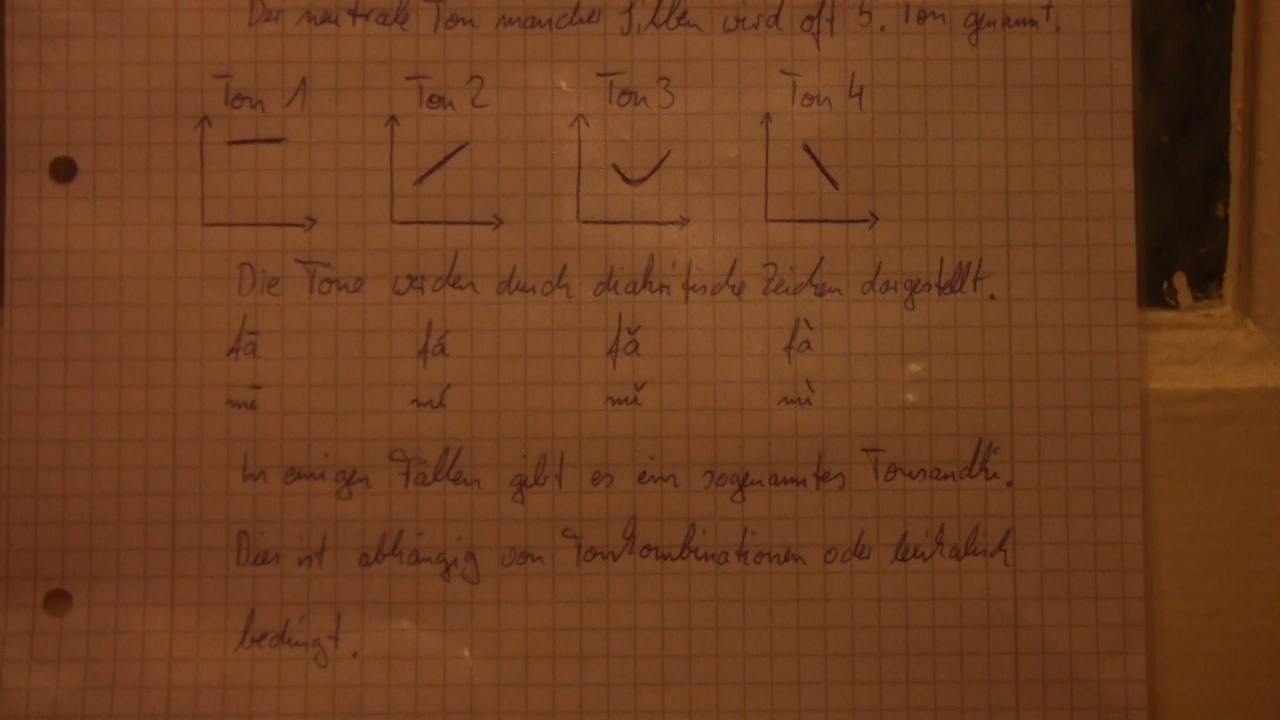 Der neutrale Ton mancher Silben wird oft 5. Ton genannt.
Ton 1 Ton 2 Ton 3 Ton 4
Die Töne werden durch diakritische Zeichen dargestellt.
fā fá fǎ fà
mī mí mǐ mì
In einigen Fällen gibt es ein sogenanntes Tonsandhi.
Dies ist abhängig von Tonkombinationen oder lexikalisch
bedingt.